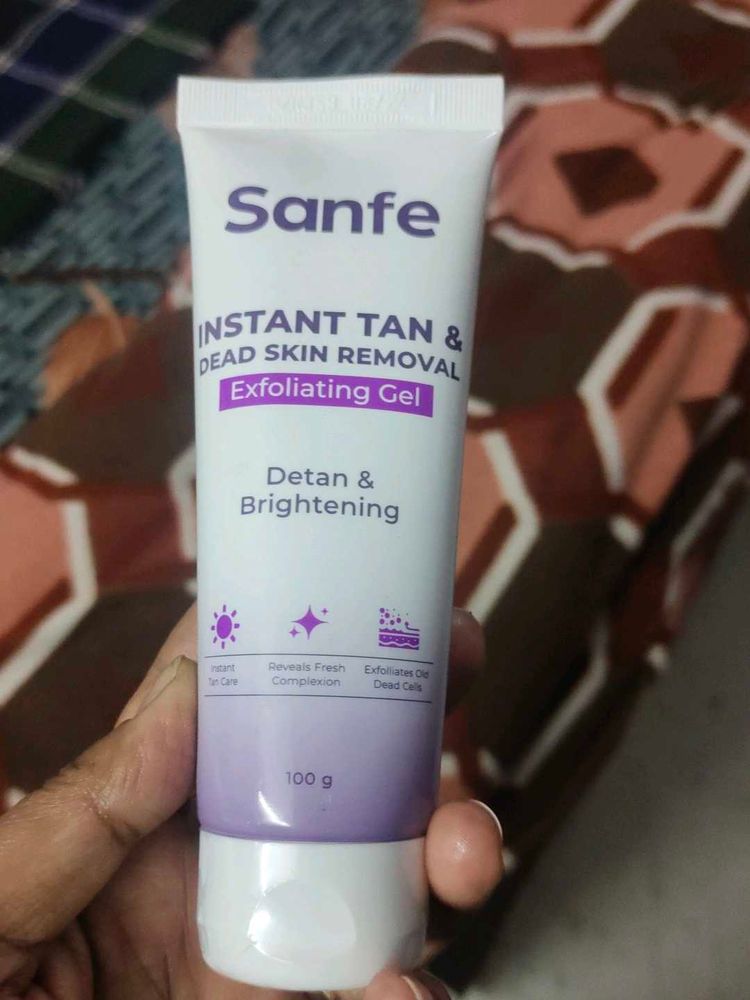 Sanfe
INSTANT TAN &
DEAD SKIN REMOVAL
Exfoliating Gel
Detan &
Brightening
Instant
Tan Care
Reveals Fresh
Complexion
Exfoliates Old
Dead Cells
100 g